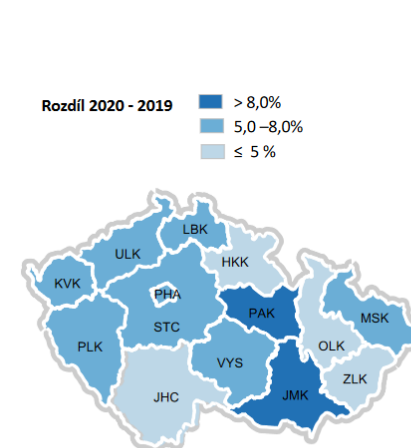 Rozdíl 2020 - 2019
> 8,0%
5,0 –8,0%
≤ 5 %
LBK
ULK
HKK
KVK
PHA
PAK
MSK
STC
OLK
PLK
VYS
ZLK
JHC
JMK